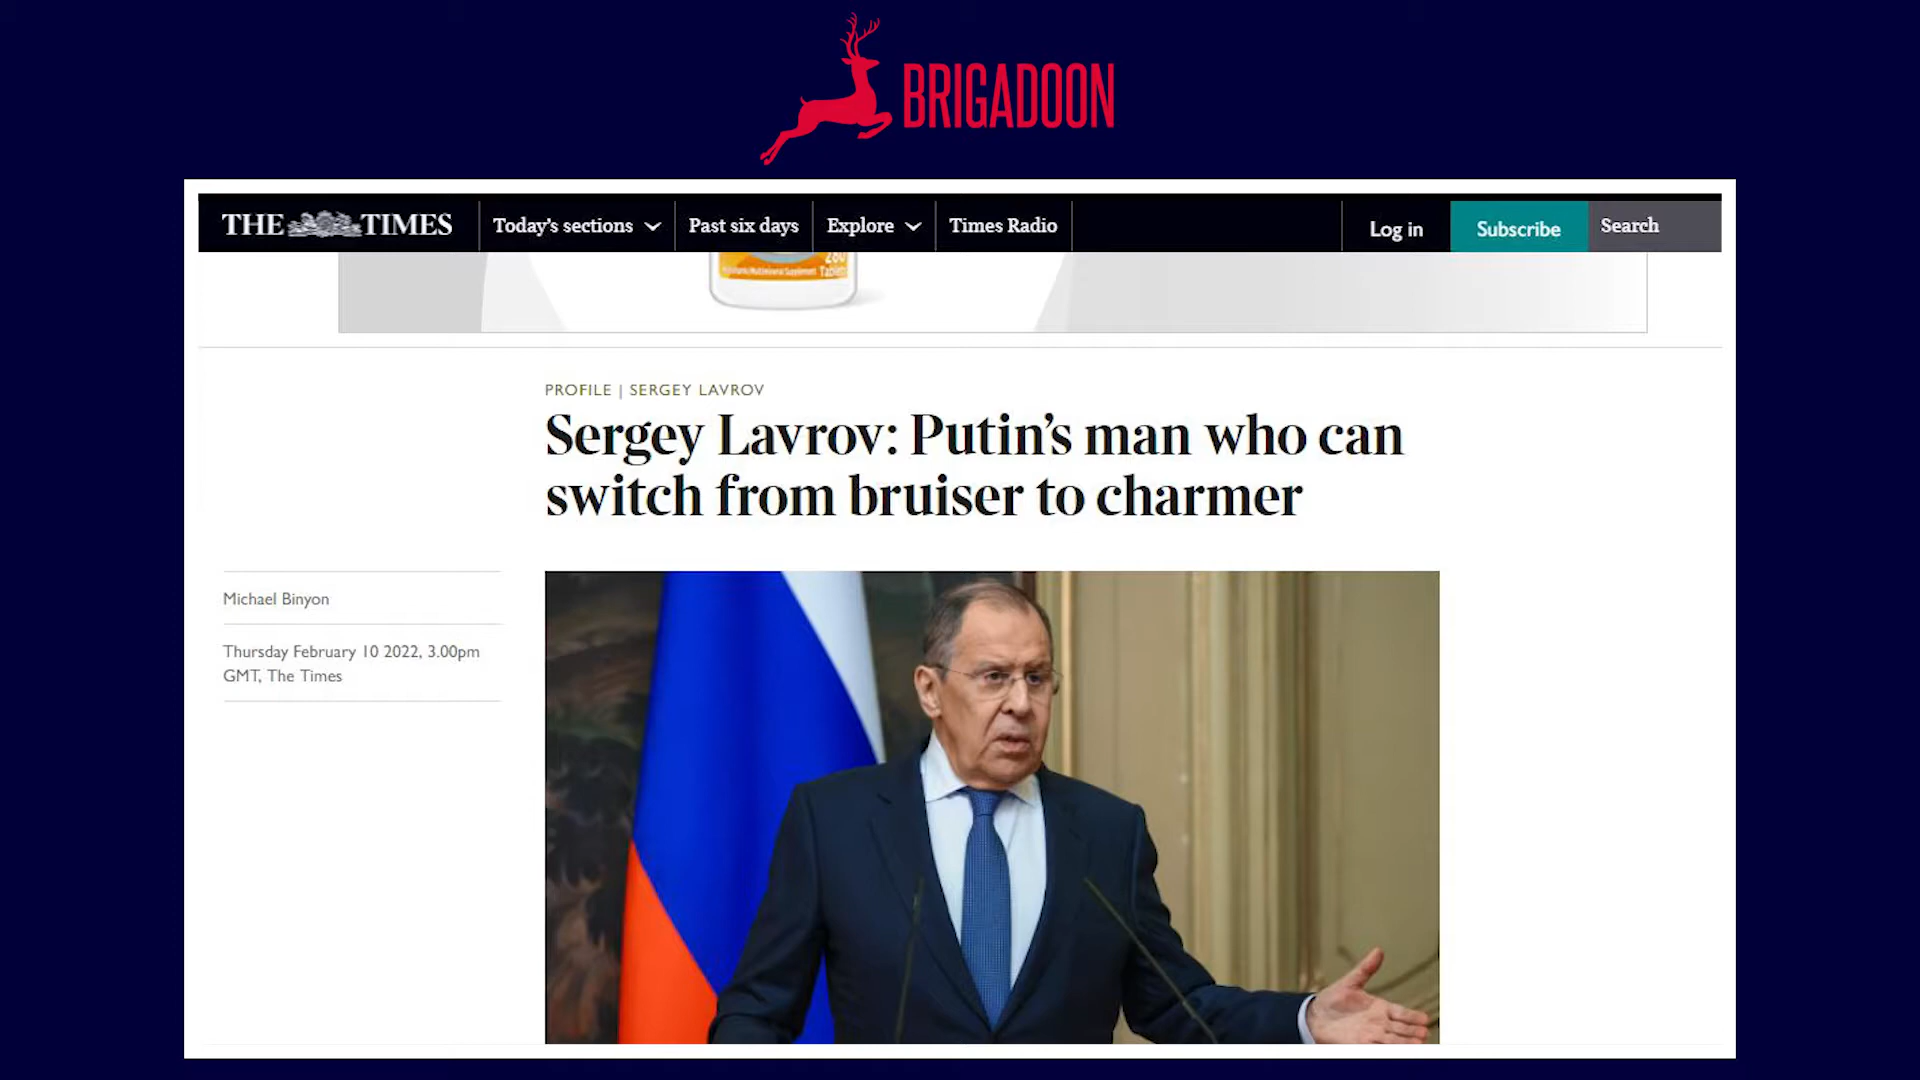 BRIGADOON
THE TIMES
Today's sections
Past six days
Explore
Times Radio
Log in
Subscribe
Search
280
Tablets
PROFILE | SERGEY LAVROV
Sergey Lavrov: Putin's man who can
switch from bruiser to charmer
Michael Binyon
Thursday February 10 2022, 3.00pm
GMT, The Times